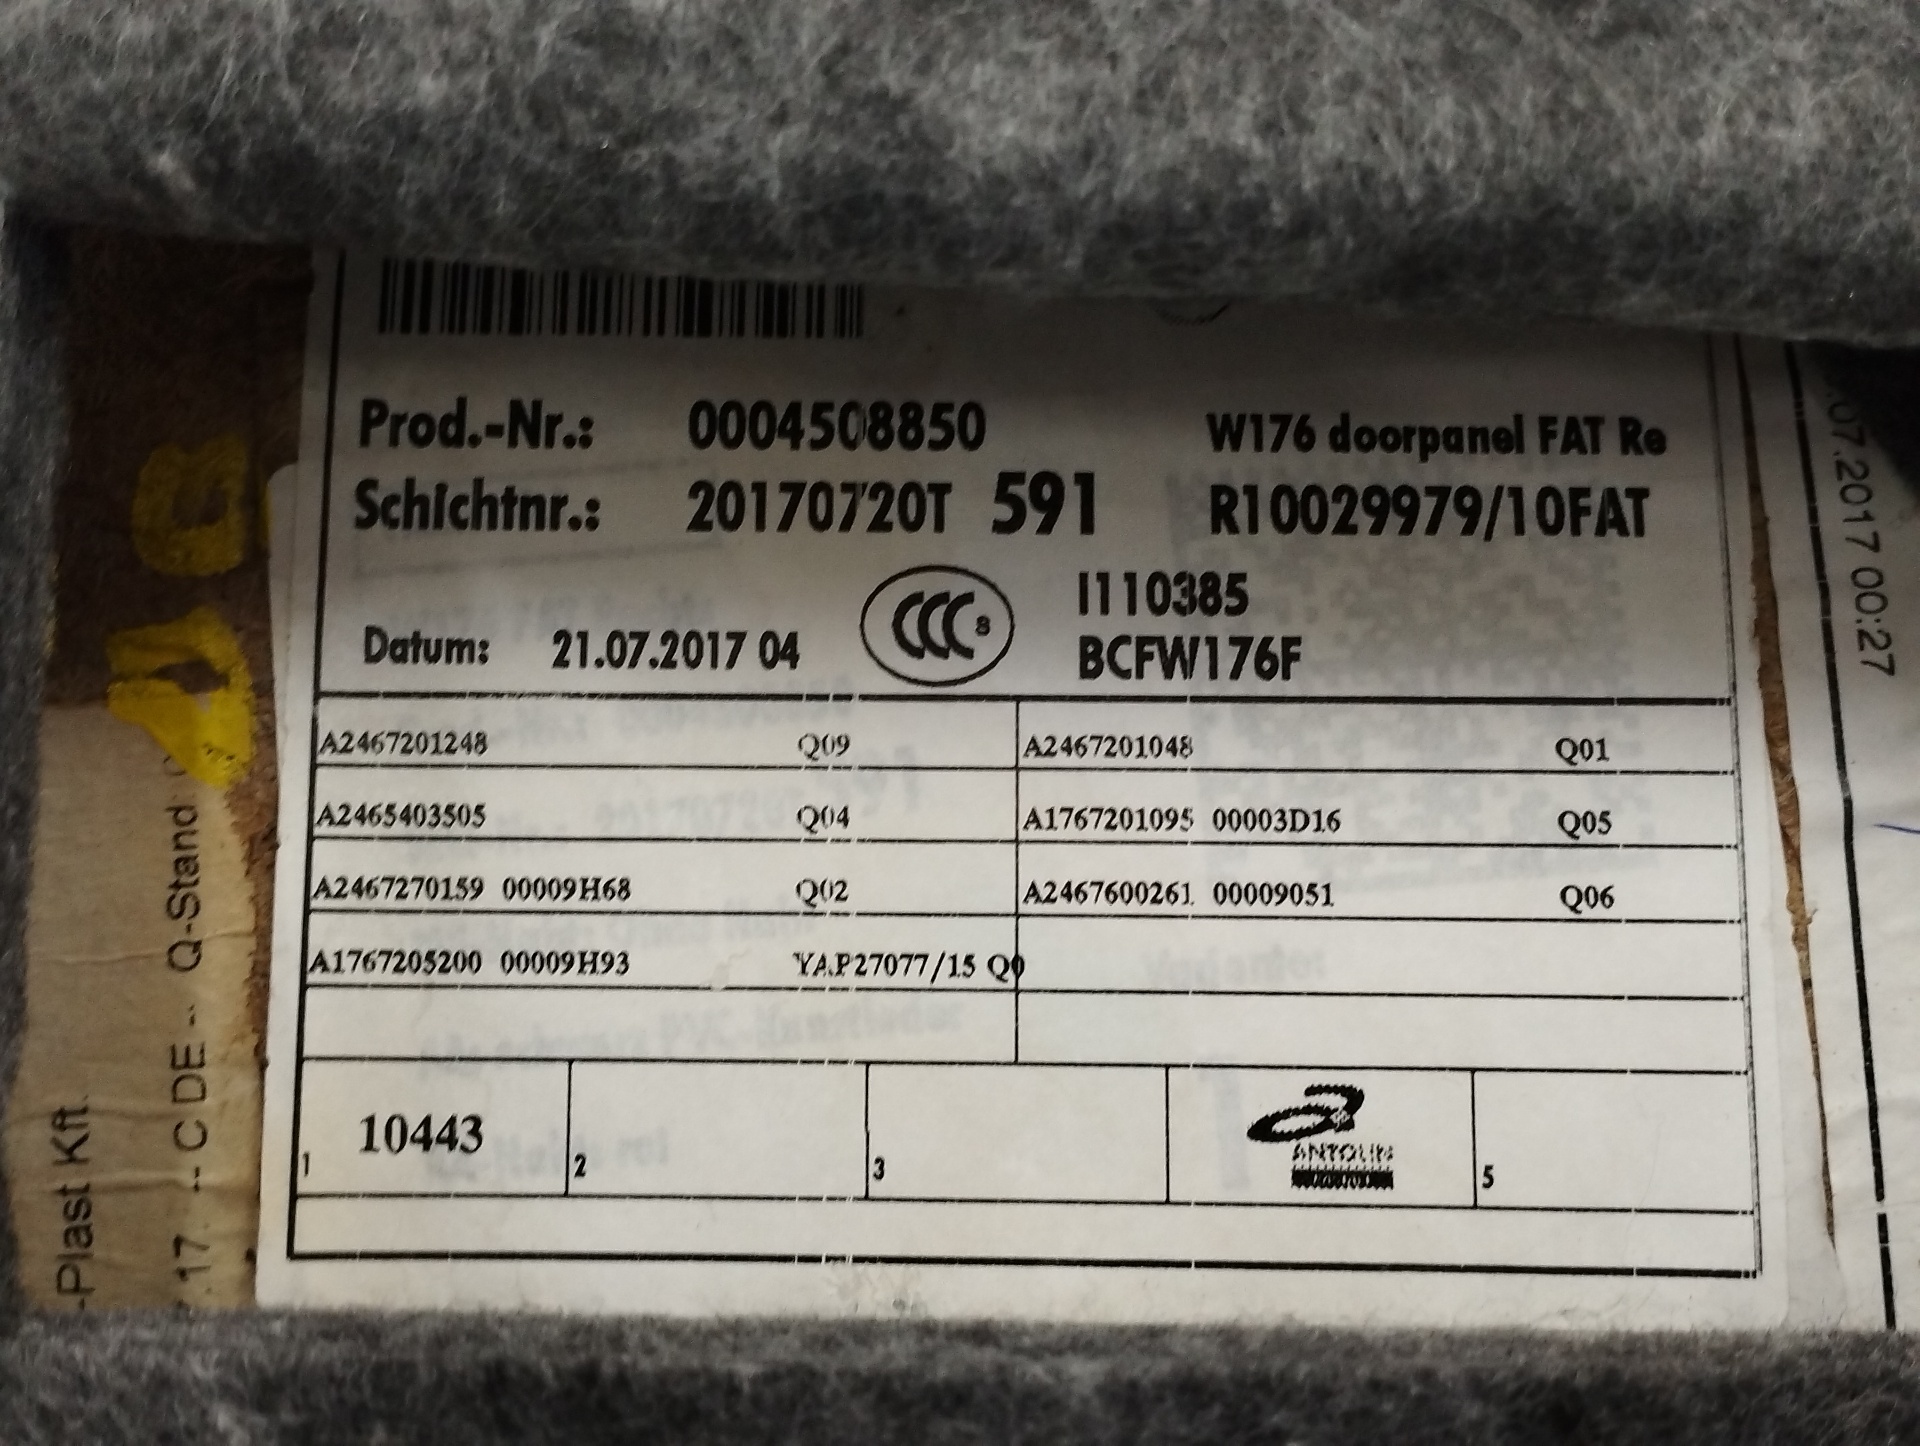 Prod.-Nr.: 0004508850 W176 doorpanel FAT Re
Schichtnr.: 20170720T 591 R10029979/10FAT
I110385
Datum: 21.07.2017 04 CCC S BCFW176F
A2467201248 Q09 A2467201048 Q01
A2465403505 Q04 A1767201095 00003D16 Q05
A2467270159 00009H68 Q02 A2467600261 00009051 Q06
A1767205200 00009H93 YAP27077/15 Q0
1 10443 2 3 ANTOLIN 5
-Plast Kft.
.17 -- C DE -- Q-Stand
.07.2017 00:27